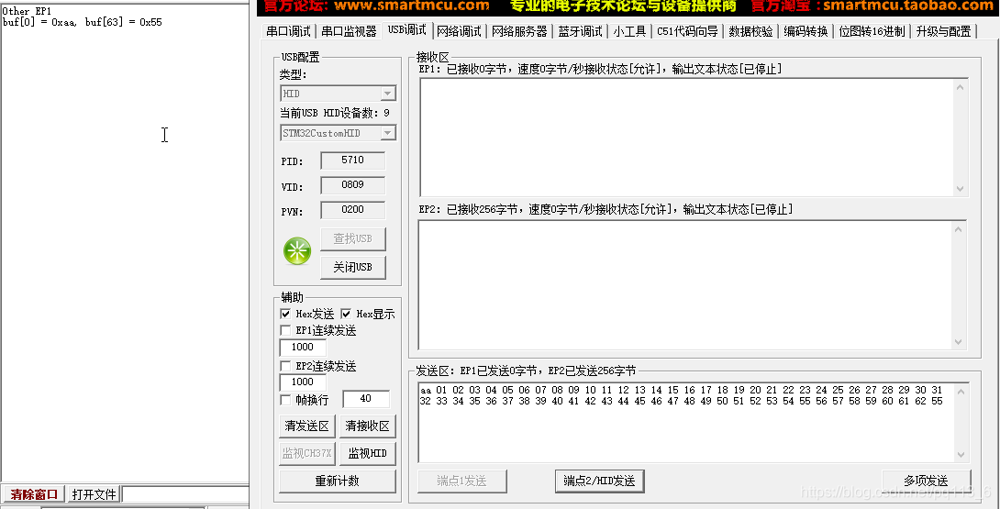 Other EP1
buf[0] = 0xaa, buf[63] = 0x55
清除窗口
打开文件
官方论坛: www.smartmcu.com 专业的电子技术论坛与设备提供商 官方淘宝 :smartmcu.taobao.com
串口调试 串口监视器 USB调试 网络调试 网络服务器 蓝牙调试 小工具 C51代码向导 数据校验 编码转换 位图转16进制 升级与配置
USB配置
类型:
HID
当前USB HID设备数: 9
STM32CustomHID
PID: 5710
VID: 0809
PVN: 0200
查找USB
关闭USB
辅助
Hex发送 Hex显示
EP1连续发送
1000
EP2连续发送
1000
帧换行 40
清发送区 清接收区
监视CH37X 监视HID
重新计数
接收区
EP1: 已接收0字节, 速度0字节/秒接收状态[允许], 输出文本状态[已停止]
EP2: 已接收256字节, 速度0字节/秒接收状态[允许], 输出文本状态[已停止]
发送区: EP1已发送0字节, EP2已发送256字节
aa 01 02 03 04 05 06 07 08 09 10 11 12 13 14 15 16 17 18 19 20 21 22 23 24 25 26 27 28 29 30 31
32 33 34 35 36 37 38 39 40 41 42 43 44 45 46 47 48 49 50 51 52 53 54 55 56 57 58 59 60 61 62 55
端点1发送 端点2/HID发送 多项发送